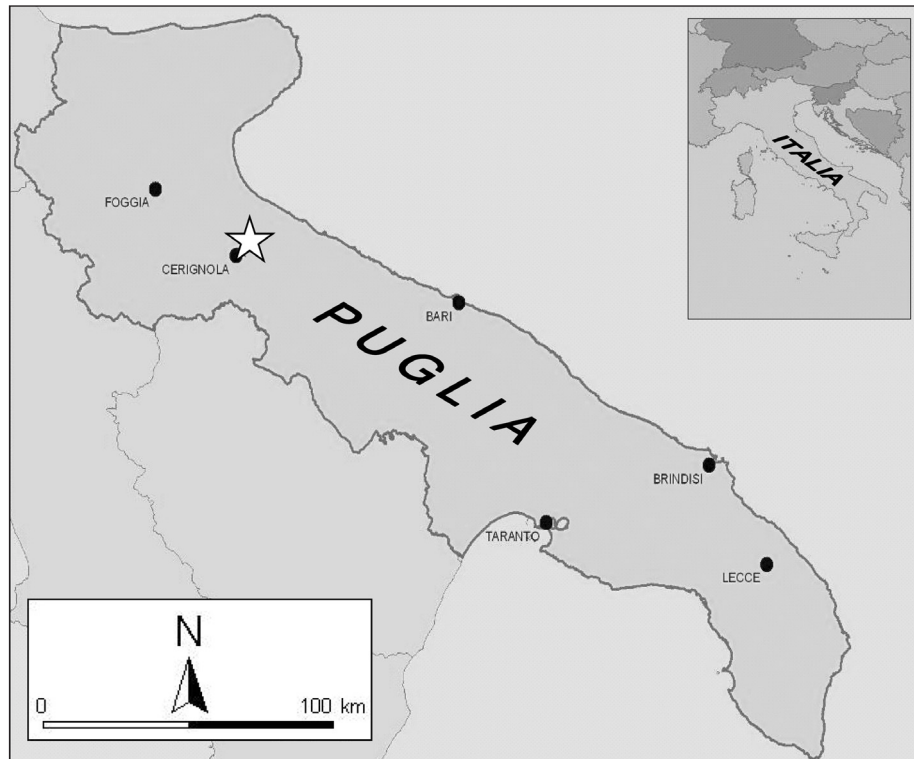 ITALIA
FOGGIA
CERIGNOLA
BARI
PUGLIA
BRINDISI
TARANTO
LECCE
N
0 100 km